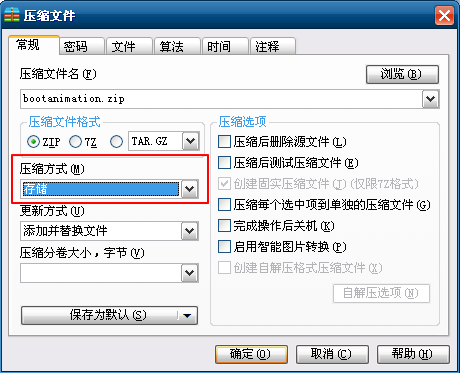 压缩文件
常规 密码 文件 算法 时间 注释
压缩文件名(F)
浏览(B)
bootanimation.zip
压缩文件格式
ZIP 7Z TAR.GZ
压缩方式(M)
存储
更新方式(U)
添加并替换文件
压缩分卷大小，字节(V)
保存为默认(S)
压缩选项
压缩后删除源文件(L)
压缩后测试压缩文件(E)
创建固实压缩文件(T)(仅限7Z格式)
压缩每个选中项到单独的压缩文件(G)
完成操作后关机(K)
启用智能图片转换(P)
创建自解压格式压缩文件(X)
自解压选项(N)
确定(O) 取消(C) 帮助(H)